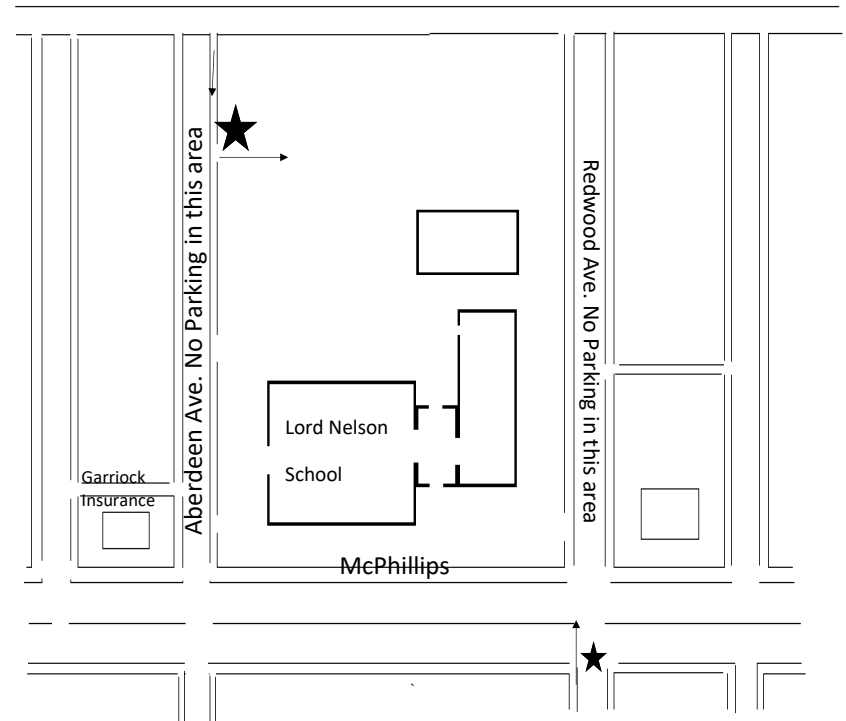 Aberdeen Ave. No Parking in this area
Redwood Ave. No Parking in this area
Lord Nelson
School
Garriock
Insurance
McPhillips